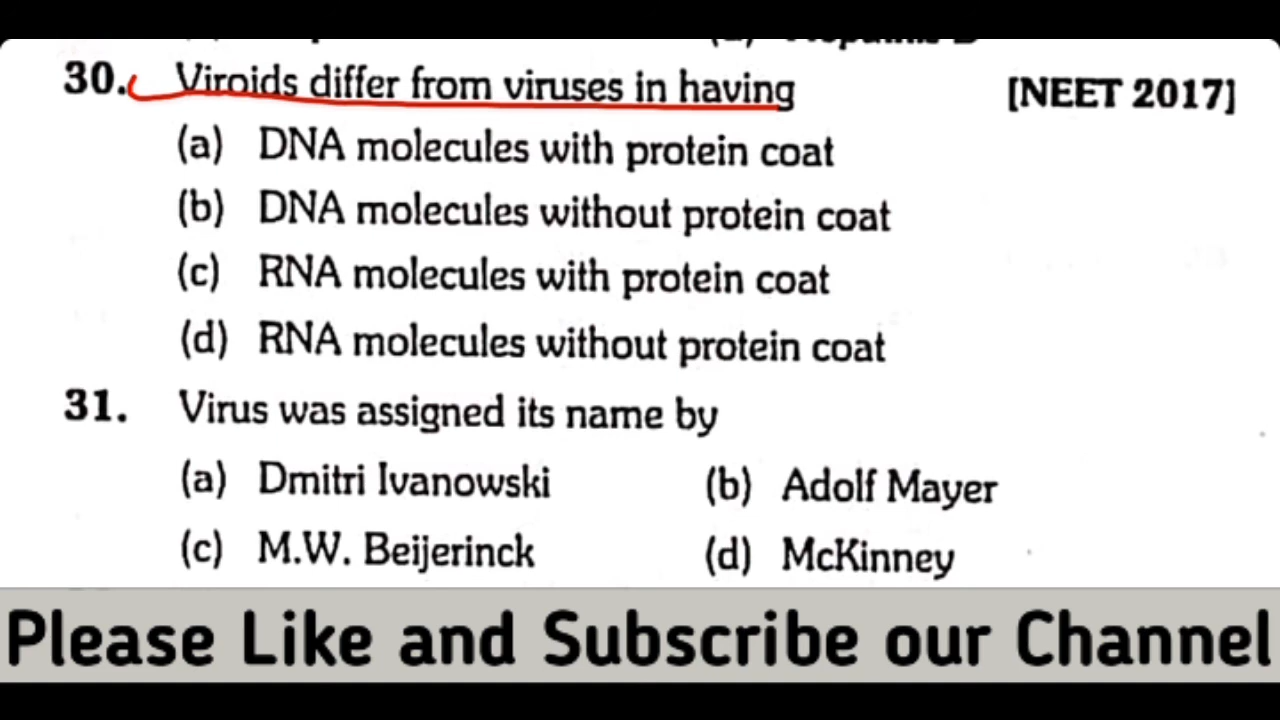 30. Viroids differ from viruses in having [NEET 2017]
(a) DNA molecules with protein coat
(b) DNA molecules without protein coat
(c) RNA molecules with protein coat
(d) RNA molecules without protein coat
31. Virus was assigned its name by
(a) Dmitri Ivanowski (b) Adolf Mayer
(c) M.W. Beijerinck (d) McKinney
Please Like and Subscribe our Channel